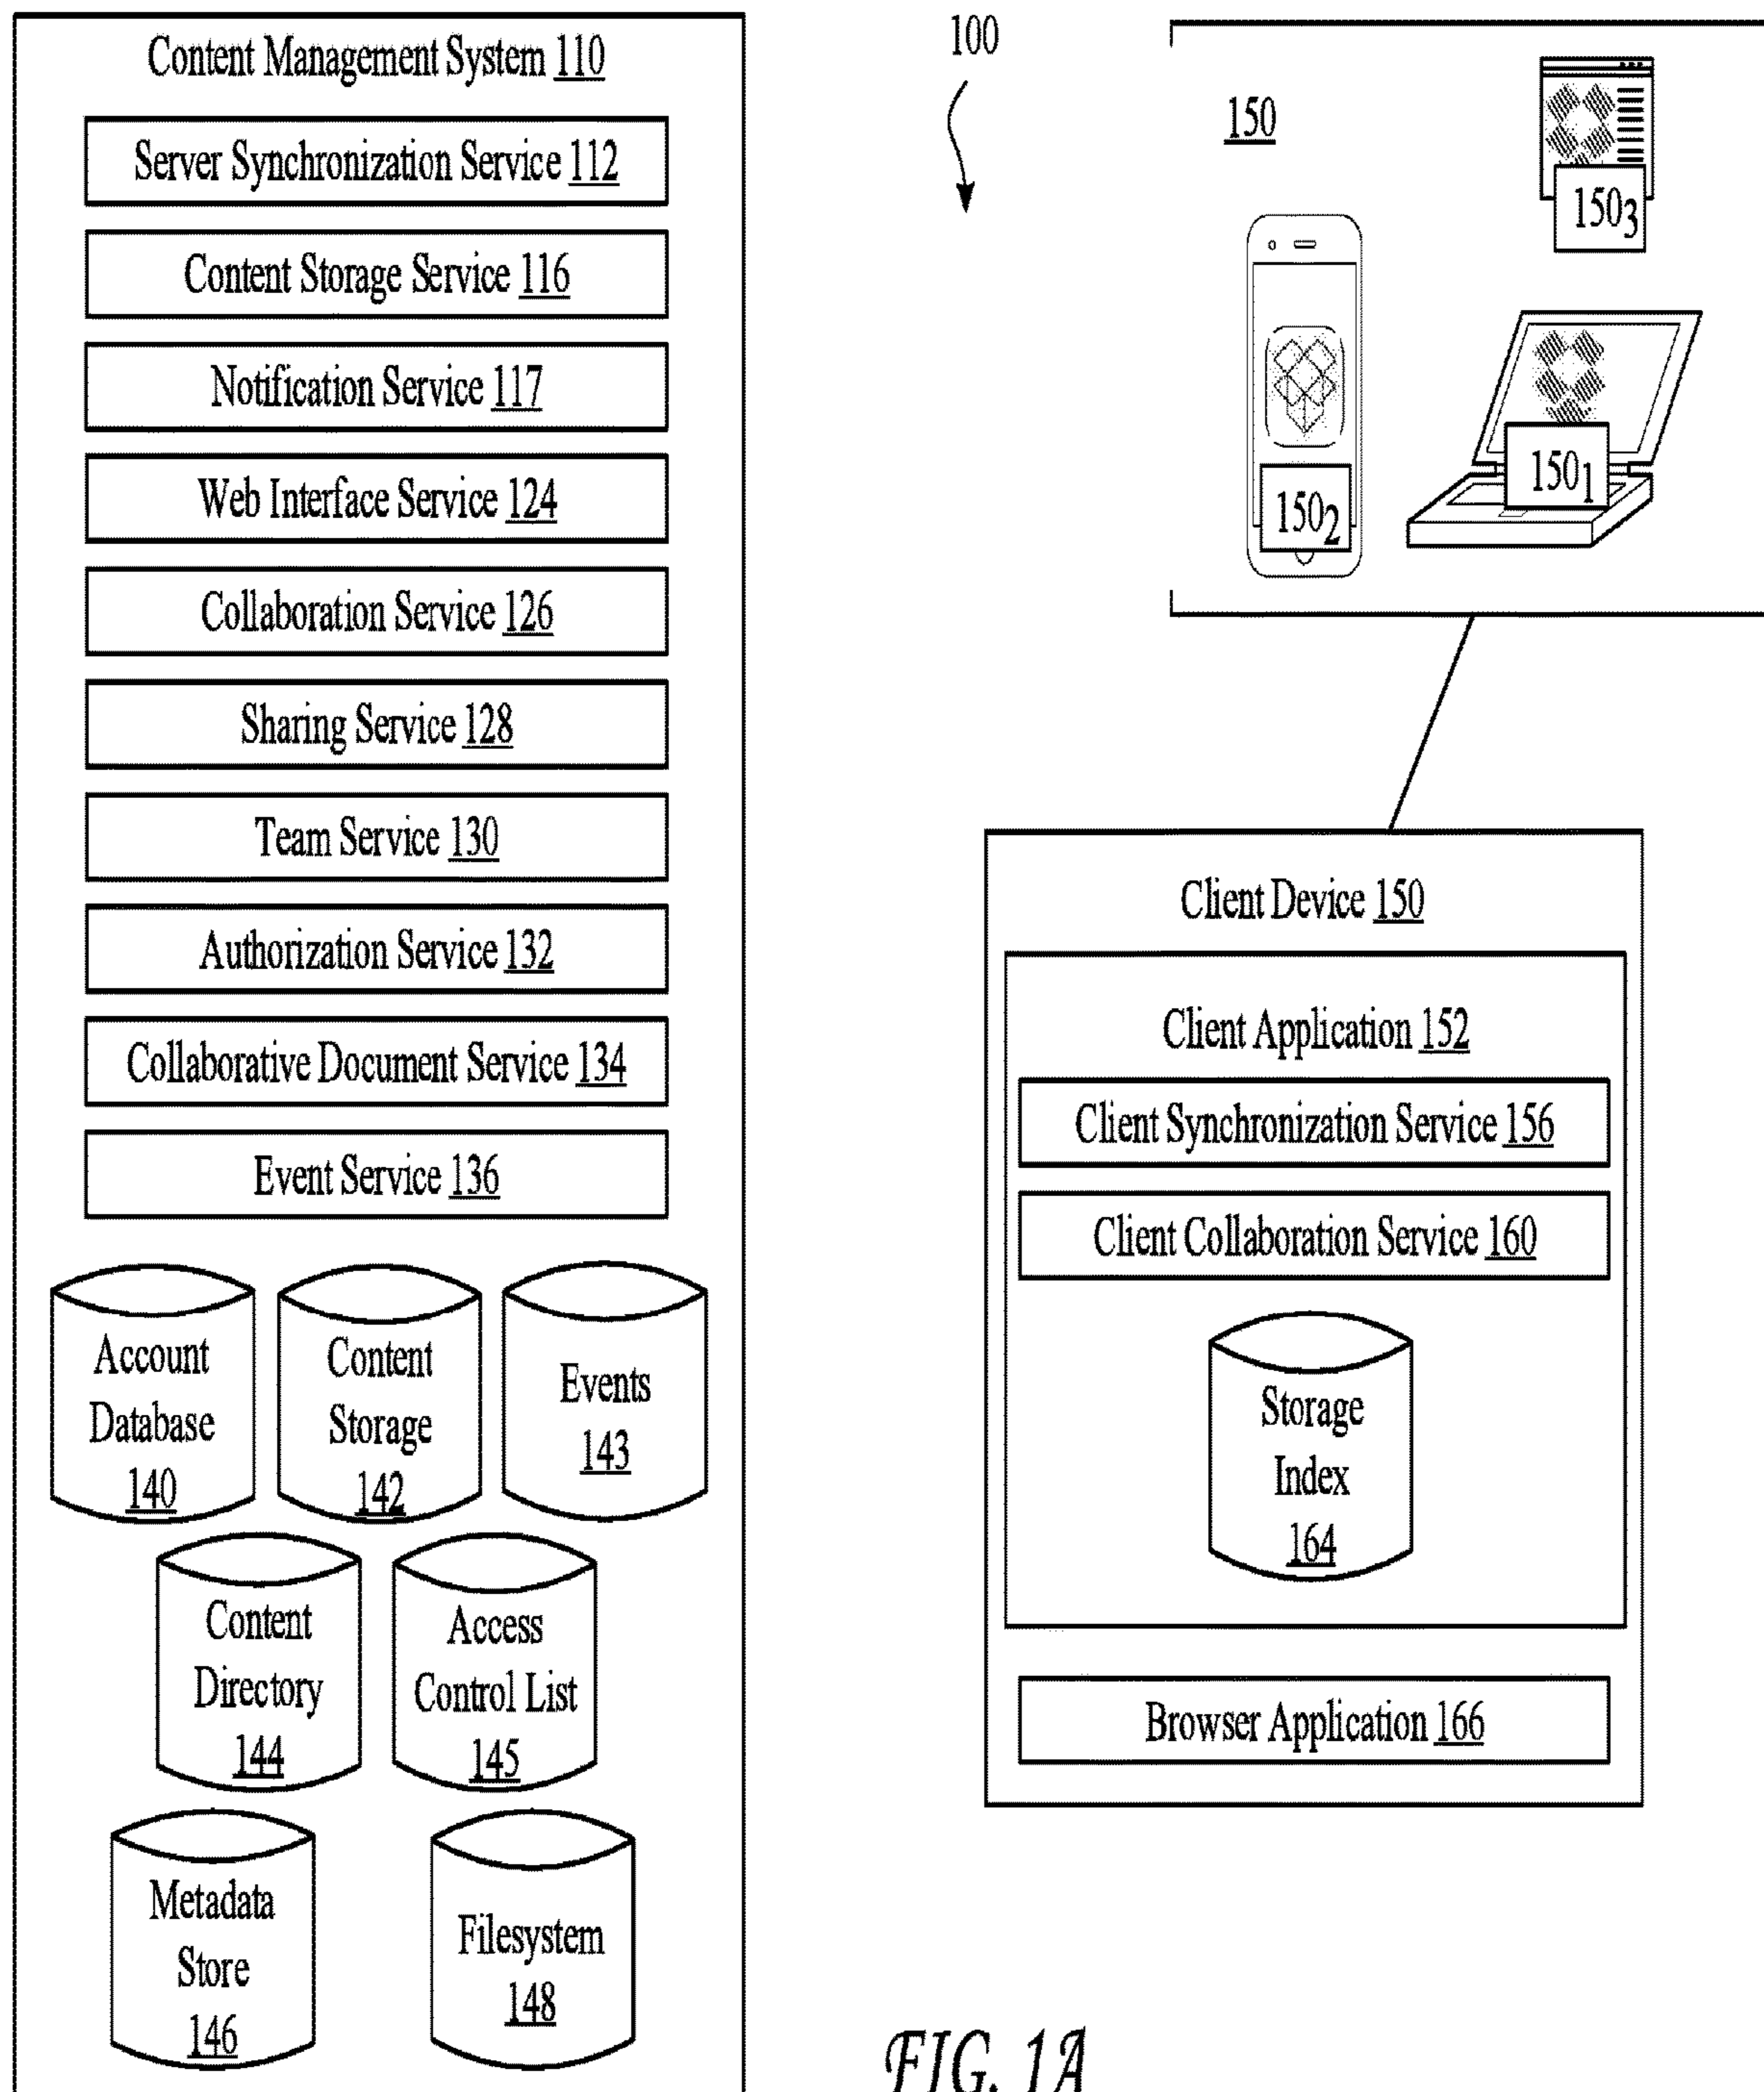 Content Management System 110
Server Synchronization Service 112
Content Storage Service 116
Notification Service 117
Web Interface Service 124
Collaboration Service 126
Sharing Service 128
Team Service 130
Authorization Service 132
Collaborative Document Service 134
Event Service 136
Account
Database
140
Content
Storage
142
Events
143
Content
Directory
144
Access
Control List
145
Metadata
Store
146
Filesystem
148
100
150
150₃
150₂
150₁
Client Device 150
Client Application 152
Client Synchronization Service 156
Client Collaboration Service 160
Storage
Index
164
Browser Application 166
FIG. 1A